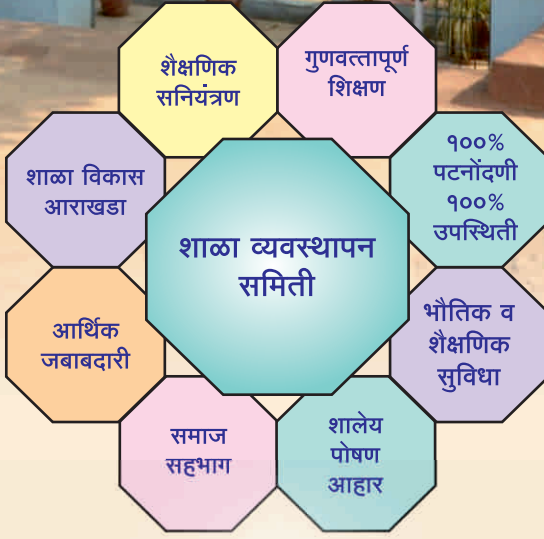 शाळा व्यवस्थापन
समिती
शैक्षणिक
सनियंत्रण
गुणवत्तापूर्ण
शिक्षण
१००%
पटनोंदणी
१००%
उपस्थिती
भौतिक व
शैक्षणिक
सुविधा
शालेय
पोषण
आहार
समाज
सहभाग
आर्थिक
जबाबदारी
शाळा विकास
आराखडा